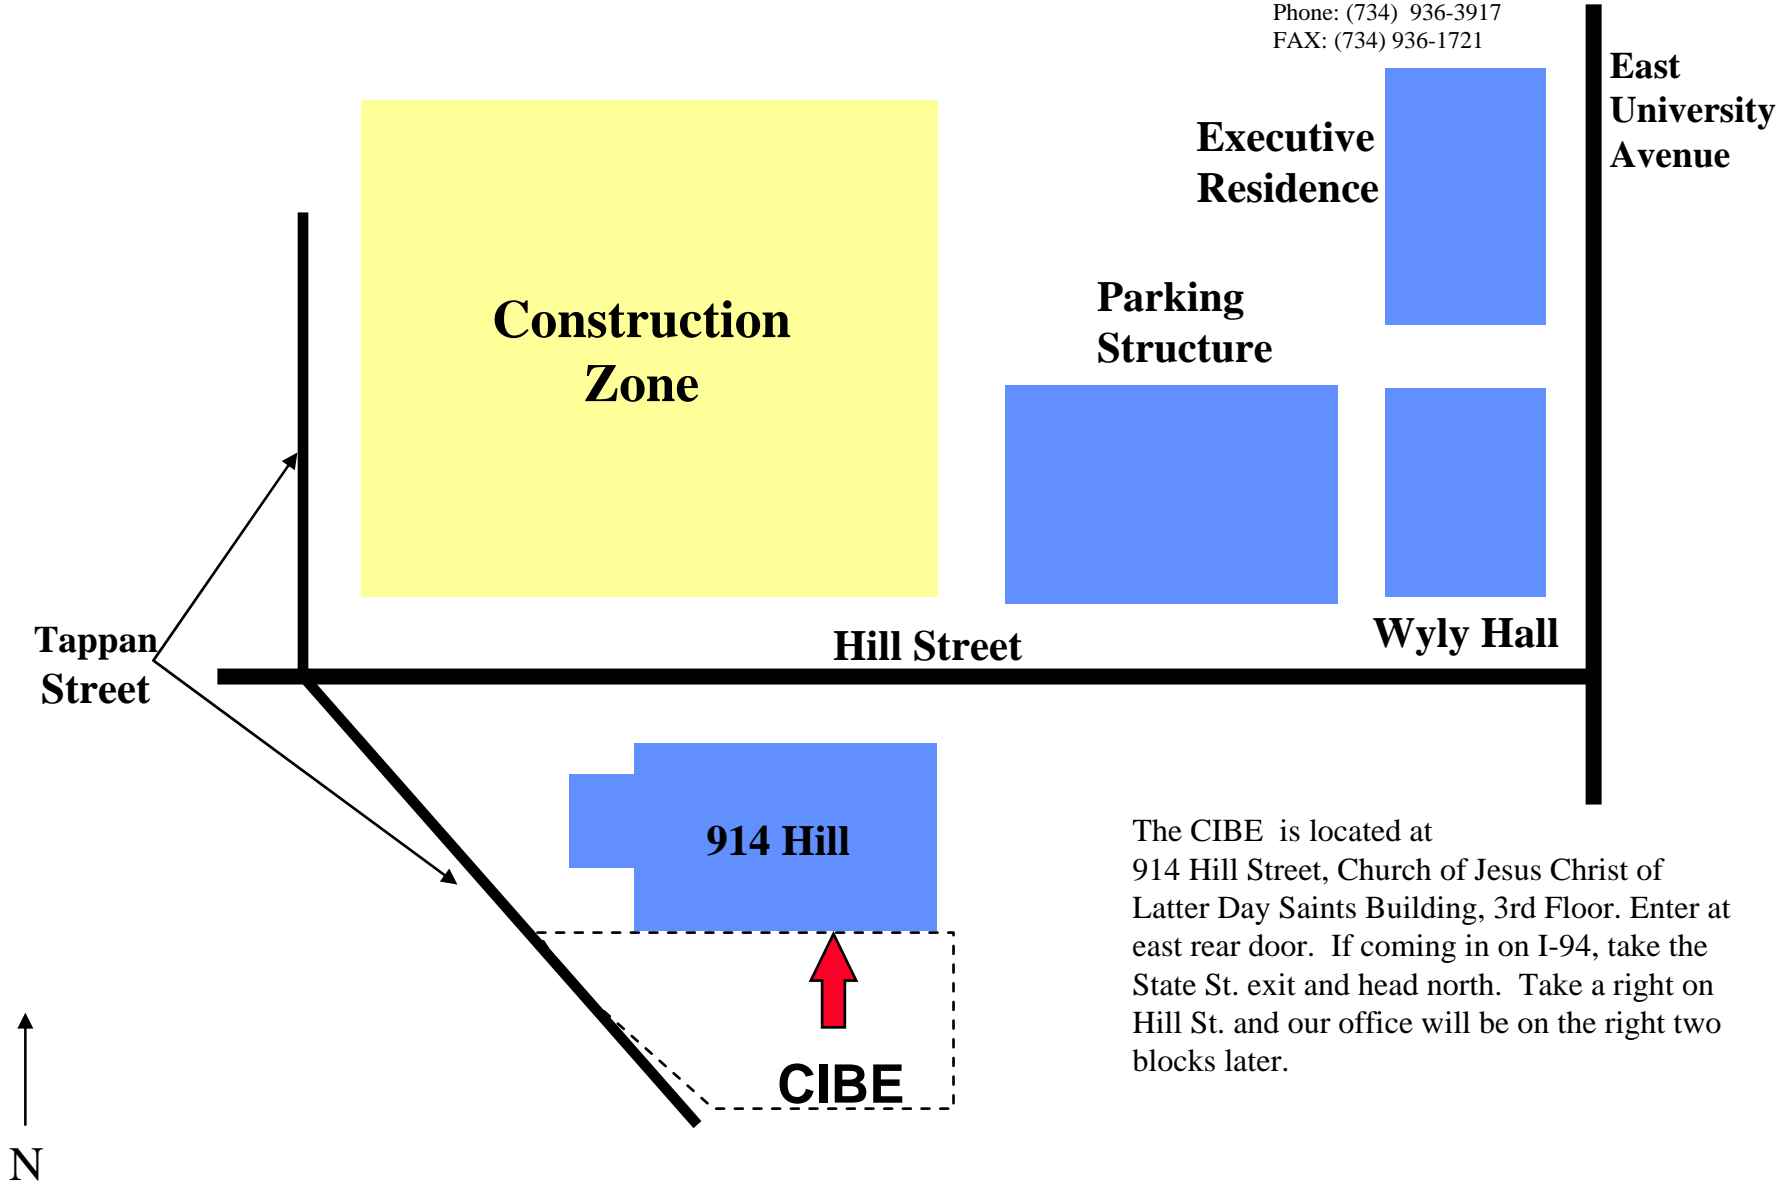 Phone: (734)  936-3917
FAX: (734) 936-1721
East
University
Avenue
Executive
Residence
Parking
Structure
Construction
Zone
Tappan
Street
Hill Street
Wyly Hall
914 Hill
The CIBE  is located at
914 Hill Street, Church of Jesus Christ of
Latter Day Saints Building, 3rd Floor. Enter at
east rear door.  If coming in on I-94, take the
State St. exit and head north.  Take a right on
Hill St. and our office will be on the right two
blocks later.
CIBE
N